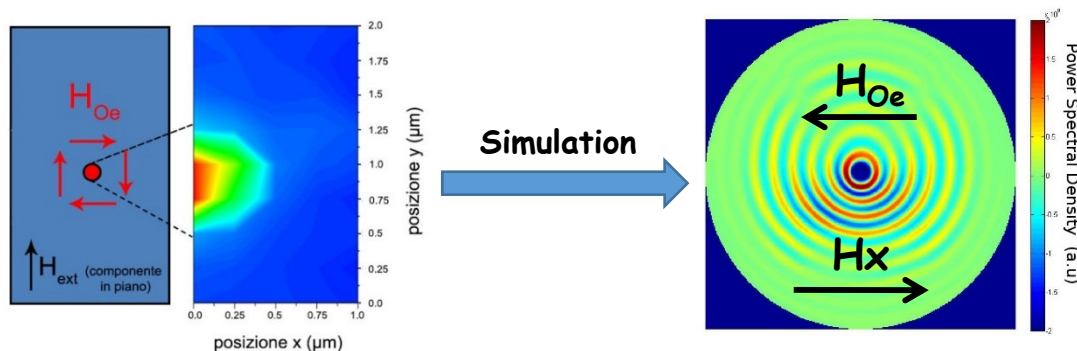 H_Oe
H_ext (componente
in piano)
2.0
1.75
1.5
1.25
1.0
0.75
0.5
0.25
0.0
posizione y (µm)
0.0 0.25 0.5 0.75 1.0
posizione x (µm)
Simulation
H_Oe
Hx
×10⁹
2
1.5
1
0.5
0
-0.5
-1
-1.5
-2
Power Spectral Density (a.u)